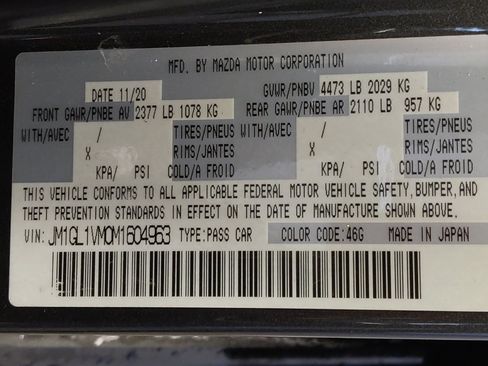 MFD. BY MAZDA MOTOR CORPORATION
DATE 11/20 GVWR/PNBV 4473 LB 2029 KG
FRONT GAWR/PNBE AV 2377 LB 1078 KG REAR GAWR/PNBE AR 2110 LB 957 KG
WITH/AVEC / TIRES/PNEUS WITH/AVEC / TIRES/PNEUS
X RIMS/JANTES X RIMS/JANTES
KPA/ PSI COLD/A FROID KPA/ PSI COLD/A FROID
THIS VEHICLE CONFORMS TO ALL APPLICABLE FEDERAL MOTOR VEHICLE SAFETY, BUMPER, AND
THEFT PREVENTION STANDARDS IN EFFECT ON THE DATE OF MANUFACTURE SHOWN ABOVE.
VIN: JM1GL1VM0M1604963 TYPE:PASS CAR COLOR CODE:46G MADE IN JAPAN